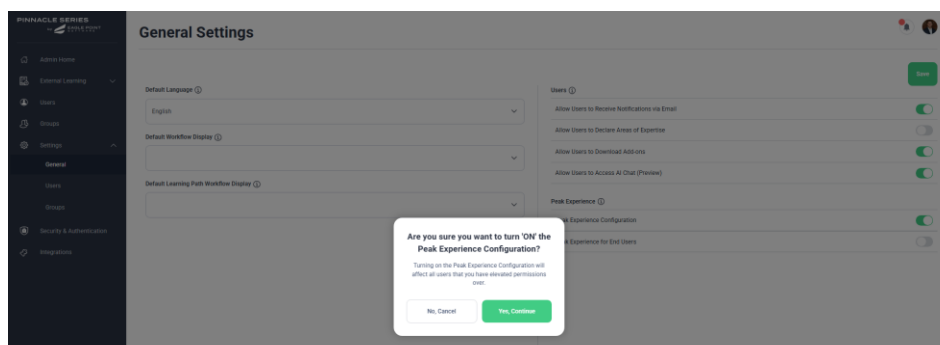 PINNACLE SERIES
BY EAGLE POINT
SOFTWARE
Admin Home
External Learning
Users
Groups
Settings
General
Users
Groups
Security & Authentication
Integrations
General Settings
Save
Default Language
English
Default Workflow Display
Default Learning Path Workflow Display
Users
Allow Users to Receive Notifications via Email
Allow Users to Declare Areas of Expertise
Allow Users to Download Add-ons
Allow Users to Access AI Chat (Preview)
Peak Experience
Experience Configuration
Experience for End Users
Are you sure you want to turn 'ON' the
Peak Experience Configuration?
Turning on the Peak Experience Configuration will
affect all users that you have elevated permissions
over.
No, Cancel
Yes, Continue